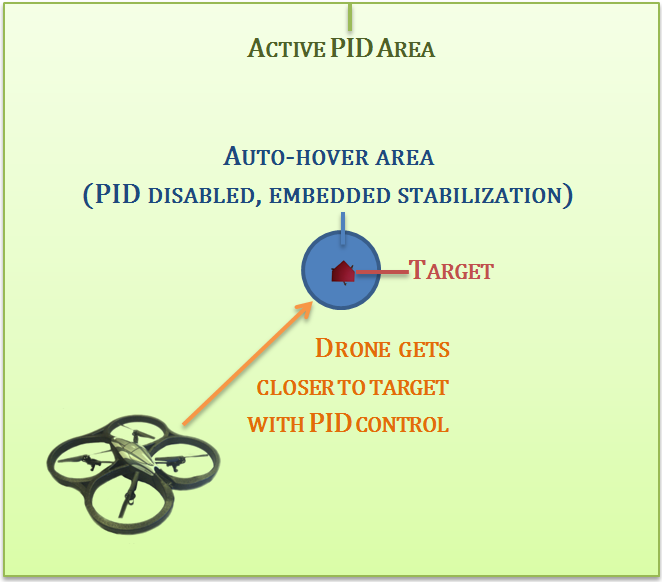 Active PID Area
Auto-hover area
(PID disabled, embedded stabilization)
Target
Drone gets
closer to target
with PID control